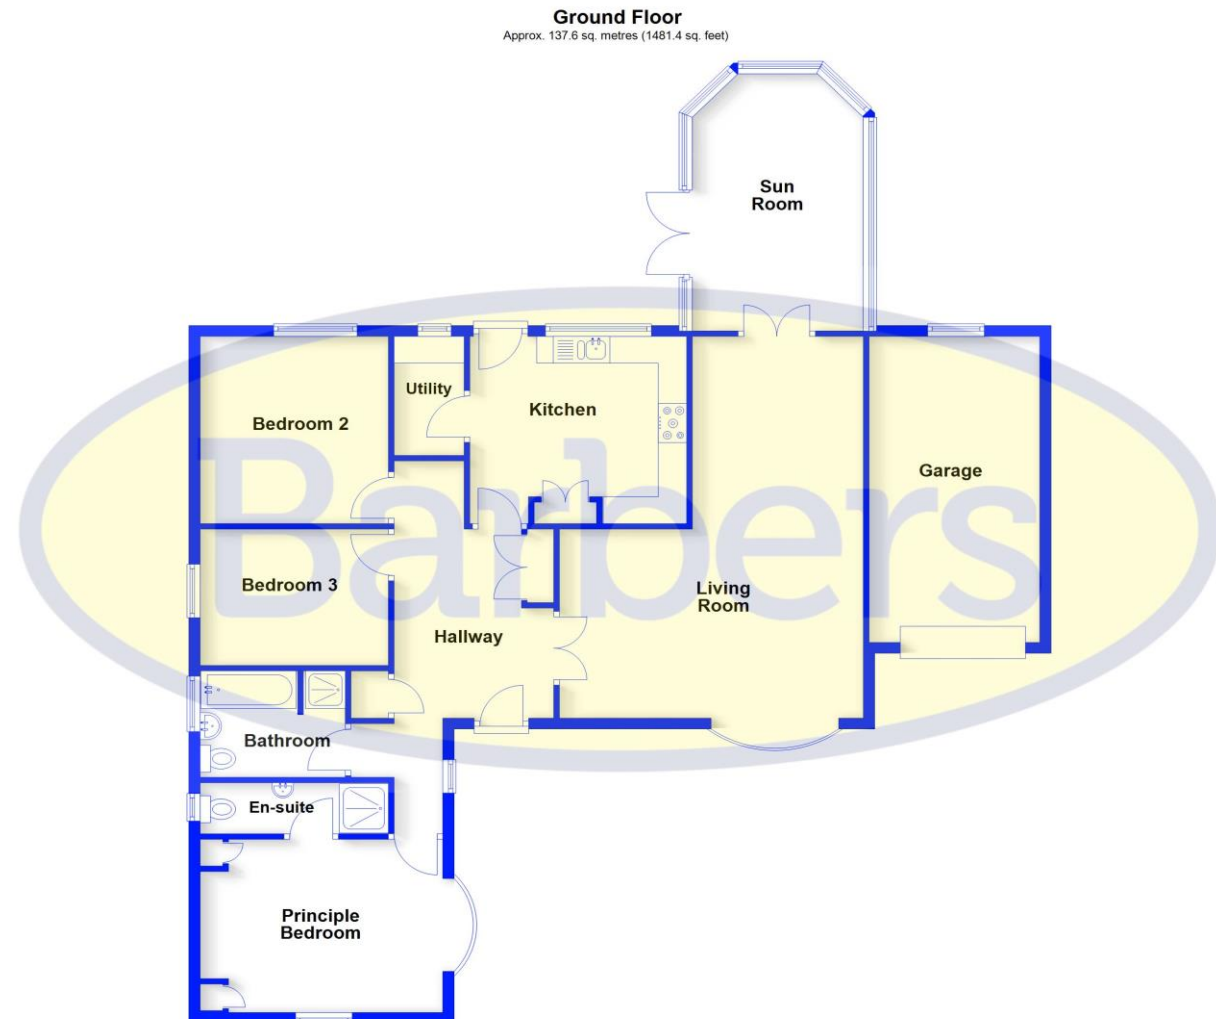 Ground Floor
Approx. 137.6 sq. metres (1481.4 sq. feet)
Sun
Room
Utility
Kitchen
Bedroom 2
Garage
Barbers
Bedroom 3
Living
Room
Hallway
Bathroom
En-suite
Principle
Bedroom